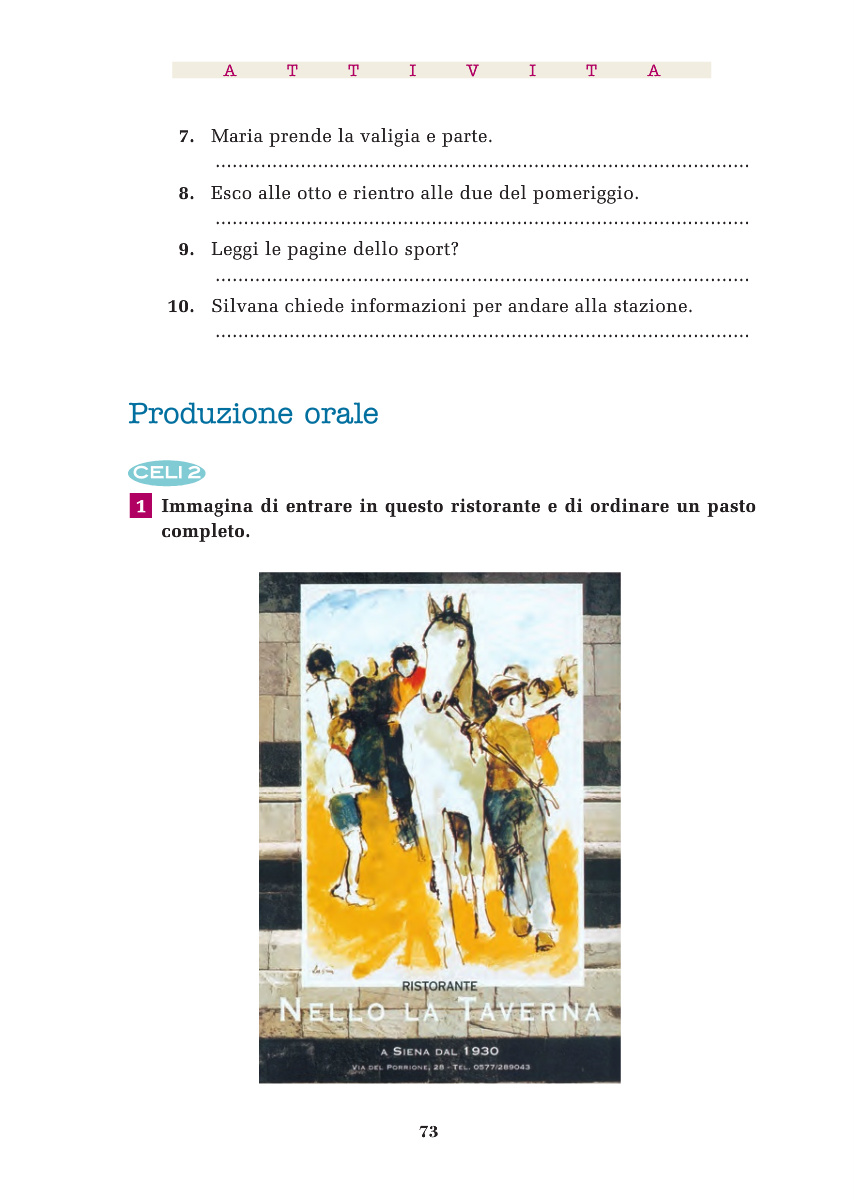 A T T I V I T A
7. Maria prende la valigia e parte.
...............................................................................................
8. Esco alle otto e rientro alle due del pomeriggio.
...............................................................................................
9. Leggi le pagine dello sport?
...............................................................................................
10. Silvana chiede informazioni per andare alla stazione.
...............................................................................................
Produzione orale
CELI 2
1 Immagina di entrare in questo ristorante e di ordinare un pasto
completo.
RISTORANTE
NELLO LA TAVERNA
A SIENA DAL 1930
VIA DEL PORRIONE, 28 - TEL. 0577/289043
73